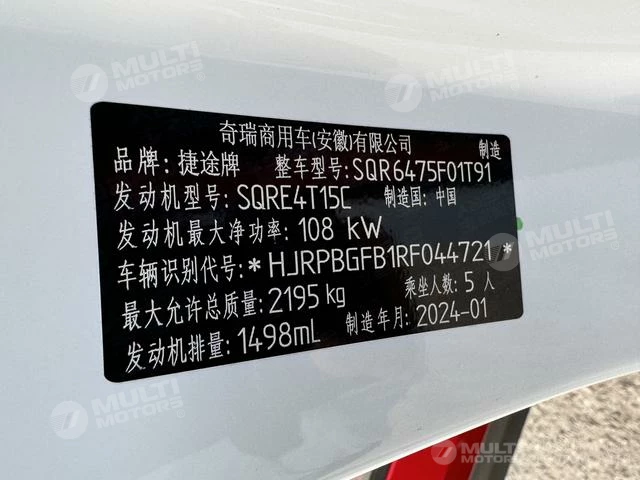 MULTI MOTORS®
MULTI MOTORS®
奇瑞商用车(安徽)有限公司 制造
品牌: 捷途牌 整车型号: SQR6475F01T91
发动机型号: SQRE4T15C 制造国: 中国
发动机最大净功率: 108 kW
车辆识别代号: *HJRPBGFB1RF044721*
最大允许总质量: 2195 kg 乘坐人数: 5 人
发动机排量: 1498mL 制造年月: 2024-01
MULTI MOTORS®
MULTI MOTORS®
MULTI MOTORS®